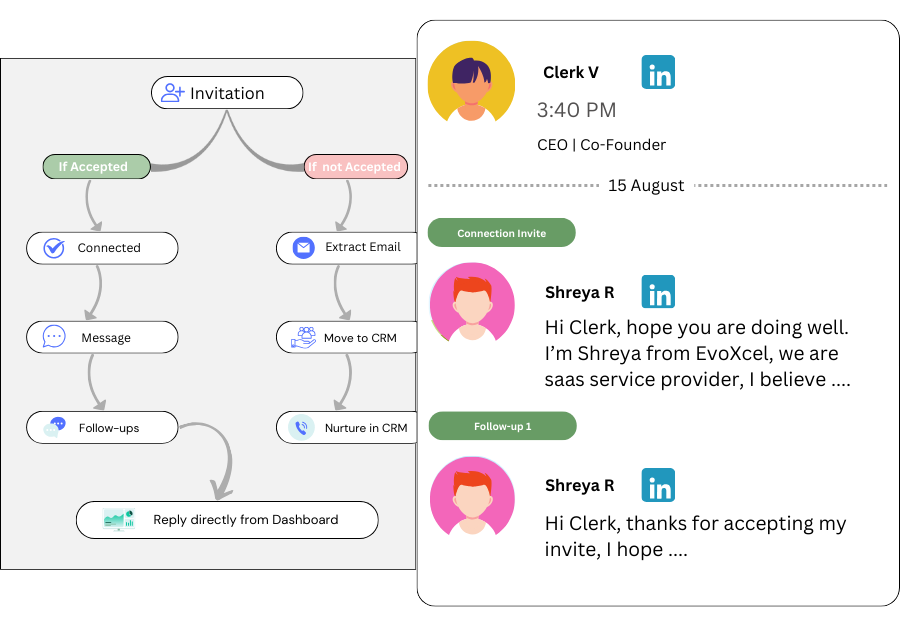 Invitation
If Accepted
If not Accepted
Connected
Extract Email
Message
Move to CRM
Follow-ups
Nurture in CRM
Reply directly from Dashboard
Clerk V
in
3:40 PM
CEO | Co-Founder
15 August
Connection Invite
Shreya R
in
Hi Clerk, hope you are doing well.
I’m Shreya from EvoXcel, we are
saas service provider, I believe ....
Follow-up 1
Shreya R
in
Hi Clerk, thanks for accepting my
invite, I hope ....